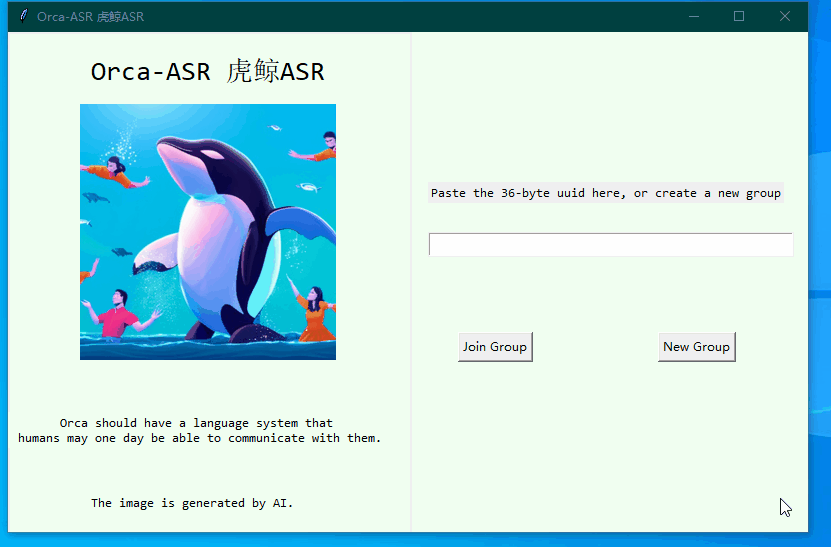 Orca-ASR 虎鲸ASR
Orca-ASR 虎鲸ASR
Orca should have a language system that
humans may one day be able to communicate with them.
The image is generated by AI.
Paste the 36-byte uuid here, or create a new group
Join Group
New Group